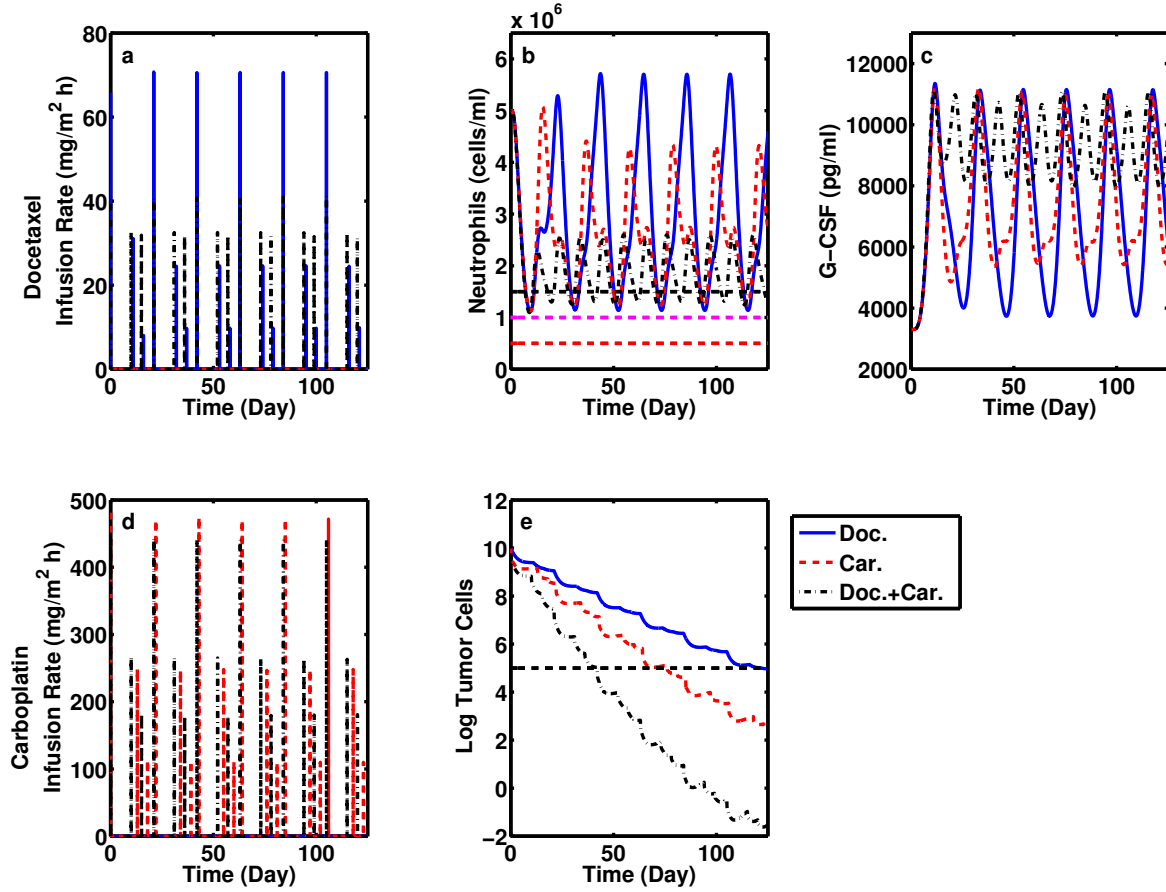 a
80
60
40
20
0
0 50 100
Time (Day)
Docetaxel
Infusion Rate (mg/m² h)
x 10⁶
b
6
5
4
3
2
1
0
0 50 100
Time (Day)
Neutrophils (cells/ml)
c
12000
10000
8000
6000
4000
2000
0 50 100
Time (Day)
G−CSF (pg/ml)
d
500
400
300
200
100
0
0 50 100
Time (Day)
Carboplatin
Infusion Rate (mg/m² h)
e
12
10
8
6
4
2
0
−2
0 50 100
Time (Day)
Log Tumor Cells
Doc.
Car.
Doc.+Car.